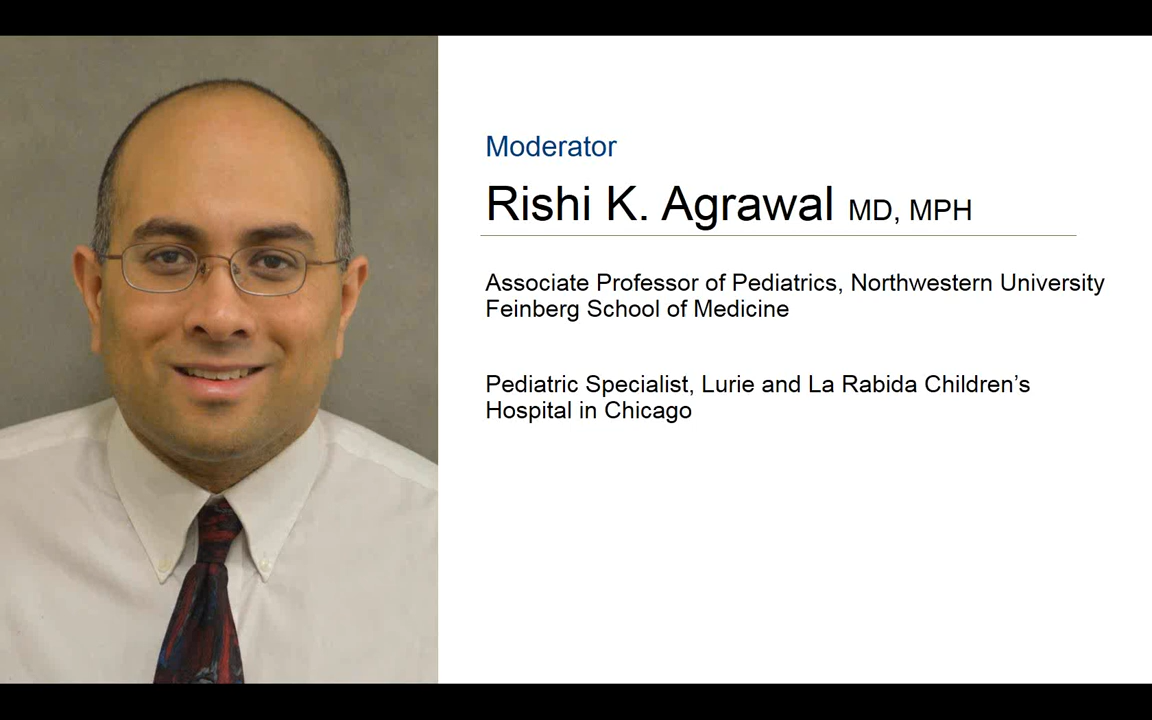 Moderator
Rishi K. Agrawal MD, MPH
Associate Professor of Pediatrics, Northwestern University
Feinberg School of Medicine
Pediatric Specialist, Lurie and La Rabida Children’s
Hospital in Chicago